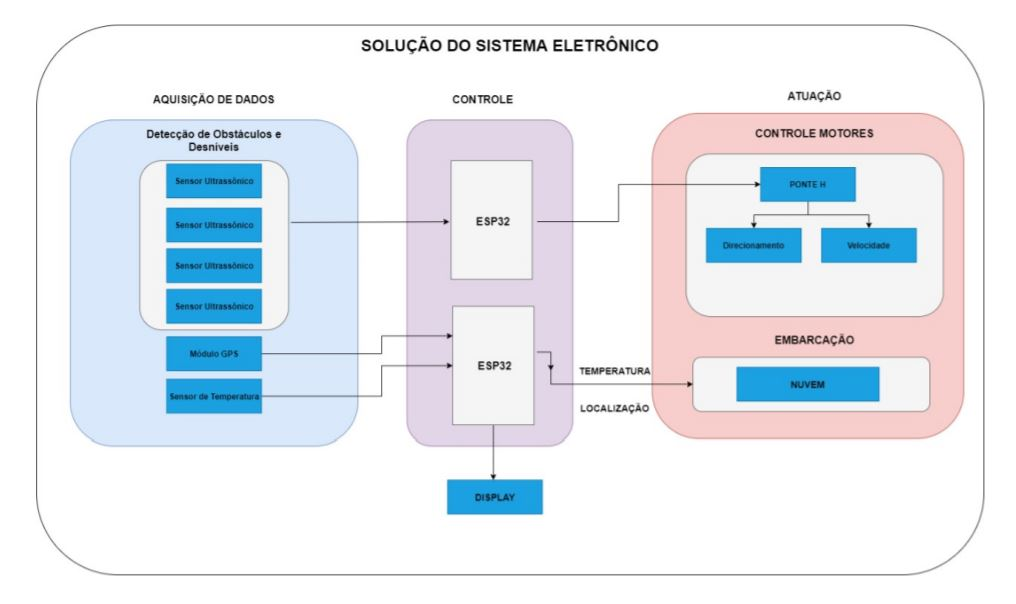 SOLUÇÃO DO SISTEMA ELETRÔNICO
AQUISIÇÃO DE DADOS
Detecção de Obstáculos e
Desníveis
Sensor Ultrassônico
Sensor Ultrassônico
Sensor Ultrassônico
Sensor Ultrassônico
Módulo GPS
Sensor de Temperatura
CONTROLE
ESP32
ESP32
DISPLAY
TEMPERATURA
LOCALIZAÇÃO
ATUAÇÃO
CONTROLE MOTORES
PONTE H
Direcionamento
Velocidade
EMBARCAÇÃO
NUVEM